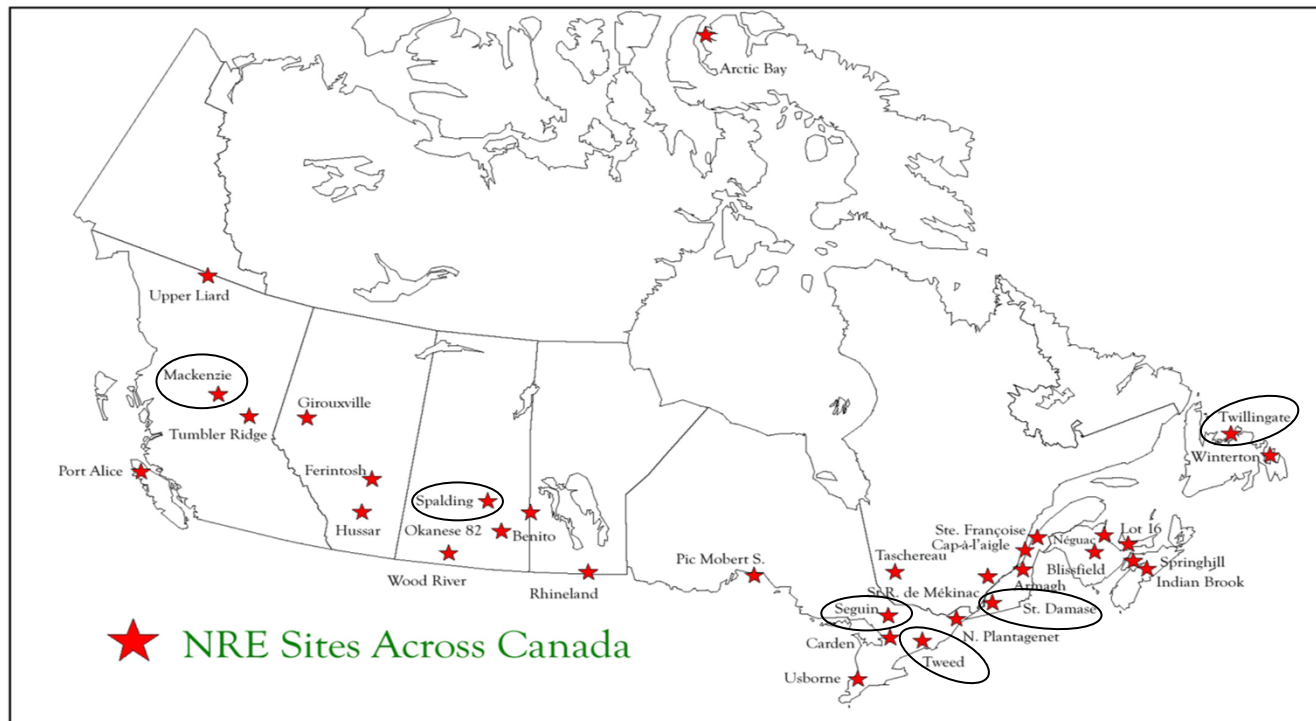 Arctic Bay
Upper Liard
Mackenzie
Tumbler Ridge
Girouxville
Port Alice
Ferintosh
Hussar
Spalding
Okanese 82
Benito
Wood River
Rhineland
Pic Mobert S.
Twillingate
Winterton
Ste. Françoise
Cap-à-l'aigle
Néguac
Lot 16
Taschereau
Blissfield
Springhill
Indian Brook
Armagh
St.R. de Mékinac
Seguin
St. Damase
N. Plantagenet
Carden
Tweed
Usborne
NRE Sites Across Canada